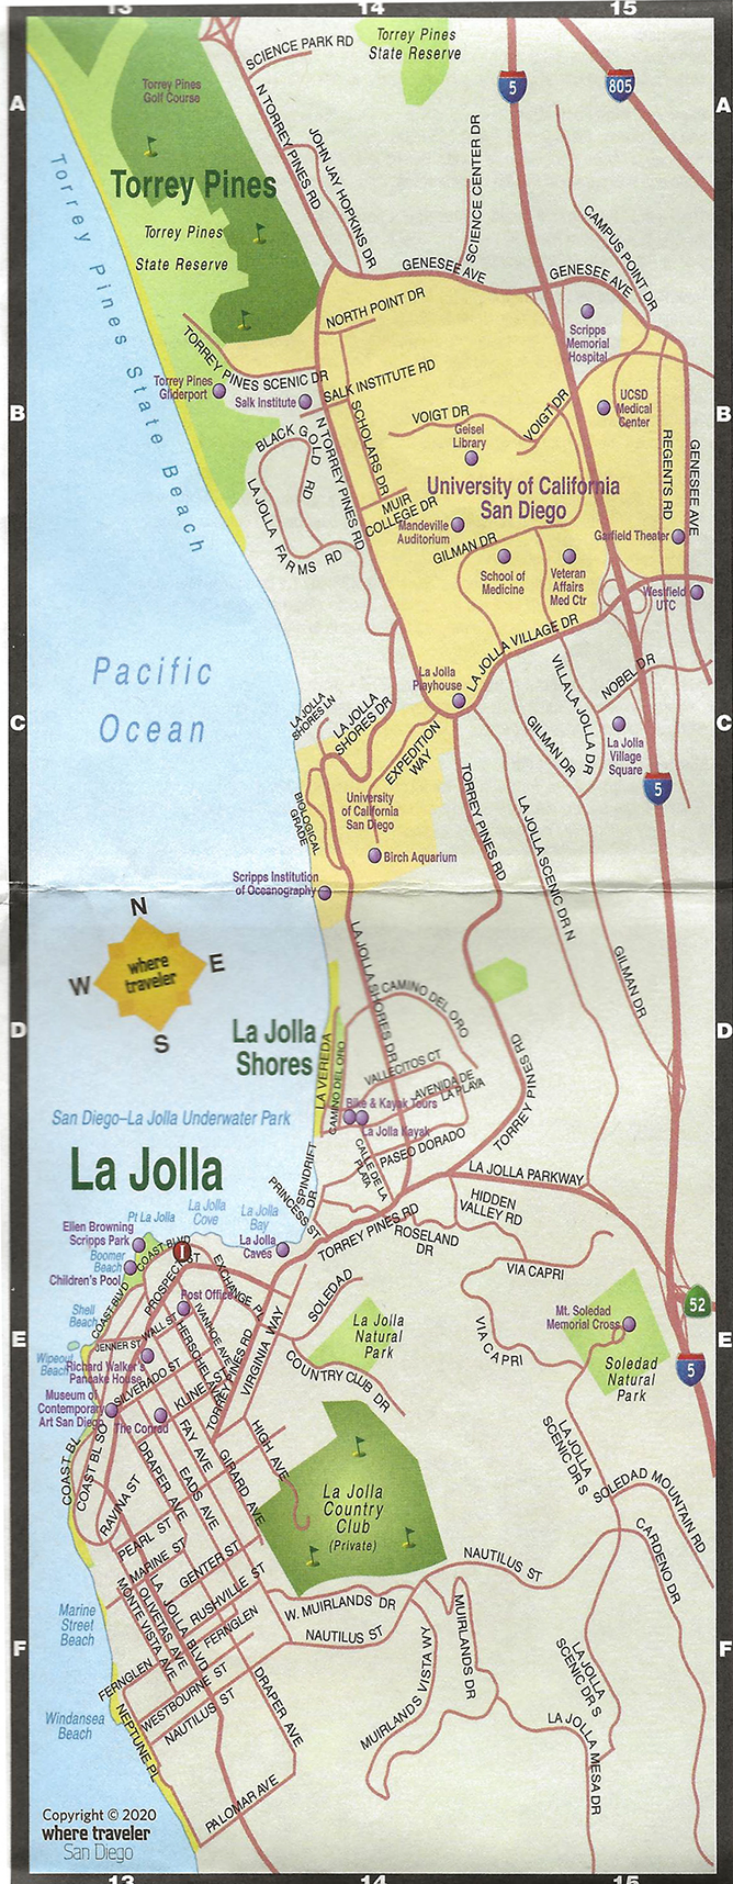 13
14
15
A
A
SCIENCE PARK RD
Torrey Pines
State Reserve
5
805
Torrey Pines
Golf Course
N TORREY PINES RD
JOHN JAY HOPKINS DR
SCIENCE CENTER DR
Torrey Pines
Torrey Pines
State Reserve
Torrey Pines State Beach
CAMPUS POINT DR
GENESEE AVE
GENESEE AVE
NORTH POINT DR
Scripps
Memorial
Hospital
TORREY PINES SCENIC DR
Torrey Pines
Gliderport
Salk Institute
SALK INSTITUTE RD
B
B
UCSD
Medical
Center
VOIGT DR
VOIGT DR
Geisel
Library
SCHOLARS DR
BLACK GOLD RD
N TORREY PINES RD
REGENTS RD
GENESEE AVE
LA JOLLA FARMS RD
University of California
San Diego
MUIR
COLLEGE DR
Mandeville
Auditorium
GILMAN DR
Garfield Theater
School of
Medicine
Veteran
Affairs
Med Ctr
Westfield
UTC
LA JOLLA VILLAGE DR
La Jolla
Playhouse
VILLA LA JOLLA DR
NOBEL DR
Pacific
Ocean
C
C
LA JOLLA
SHORES LN
LA JOLLA
SHORES DR
EXPEDITION
WAY
GILMAN DR
La Jolla
Village
Square
5
BIOLOGICAL
GRADE
University
of California
San Diego
TORREY PINES RD
LA JOLLA SCENIC DR N
Birch Aquarium
Scripps Institution
of Oceanography
N
W
E
S
where
traveler
LA JOLLA SHORES DR
GILMAN DR
D
D
La Jolla
Shores
CAMINO DEL ORO
LA VEREDA
CAMINO DEL ORO
VALLECITOS CT
AVENIDA DE
LA PLAYA
TORREY PINES RD
Bike & Kayak Tours
La Jolla Kayak
San Diego–La Jolla Underwater Park
PASEO DORADO
CALLE DE LA
PLATA
La Jolla
SPINDRIFT
DR
PRINCESS ST
LA JOLLA PARKWAY
HIDDEN
VALLEY RD
TORREY PINES RD
ROSELAND
DR
Ellen Browning
Scripps Park
Pt La Jolla
La Jolla
Cove
La Jolla
Bay
La Jolla
Caves
Boomer
Beach
COAST BLVD
Children's Pool
PROSPECT ST
EXCHANGE PL
VIA CAPRI
VIA CAPRI
SOLEDAD
Post Office
52
Mt. Soledad
Memorial Cross
Shell
Beach
COAST BLVD
WALL ST
JENNER ST
IVANHOE AVE
HERSCHEL AVE
TORREY PINES RD
VIRGINIA WAY
E
E
La Jolla
Natural
Park
Soledad
Natural
Park
5
Wipeout
Beach
Richard Walker's
Pancake House
COUNTRY CLUB DR
SILVERADO ST
KLINE ST
Museum of
Contemporary
Art San Diego
The Conrad
COAST BL
COAST BL SO
DRAPER AVE
FAY AVE
EADS AVE
GIRARD AVE
HIGH AVE
LA JOLLA
SCENIC DR S
SOLEDAD MOUNTAIN RD
CARDENO DR
La Jolla
Country
Club
(Private)
RAVINA ST
PEARL ST
MARINE ST
GENTER ST
NAUTILUS ST
RUSHVILLE ST
W. MUIRLANDS DR
MUIRLANDS DR
NAUTILUS ST
MUIRLANDS VISTA WY
Marine
Street
Beach
MONTE VISTA AVE
OLIVETAS AVE
LA JOLLA BLVD
FERNGLEN
FERNGLEN
F
F
WESTBOURNE ST
NAUTILUS ST
DRAPER AVE
LA JOLLA
SCENIC DR S
LA JOLLA MESA DR
Windansea
Beach
NEPTUNE PL
PALOMAR AVE
Copyright © 2020
where traveler
San Diego
13
14
15